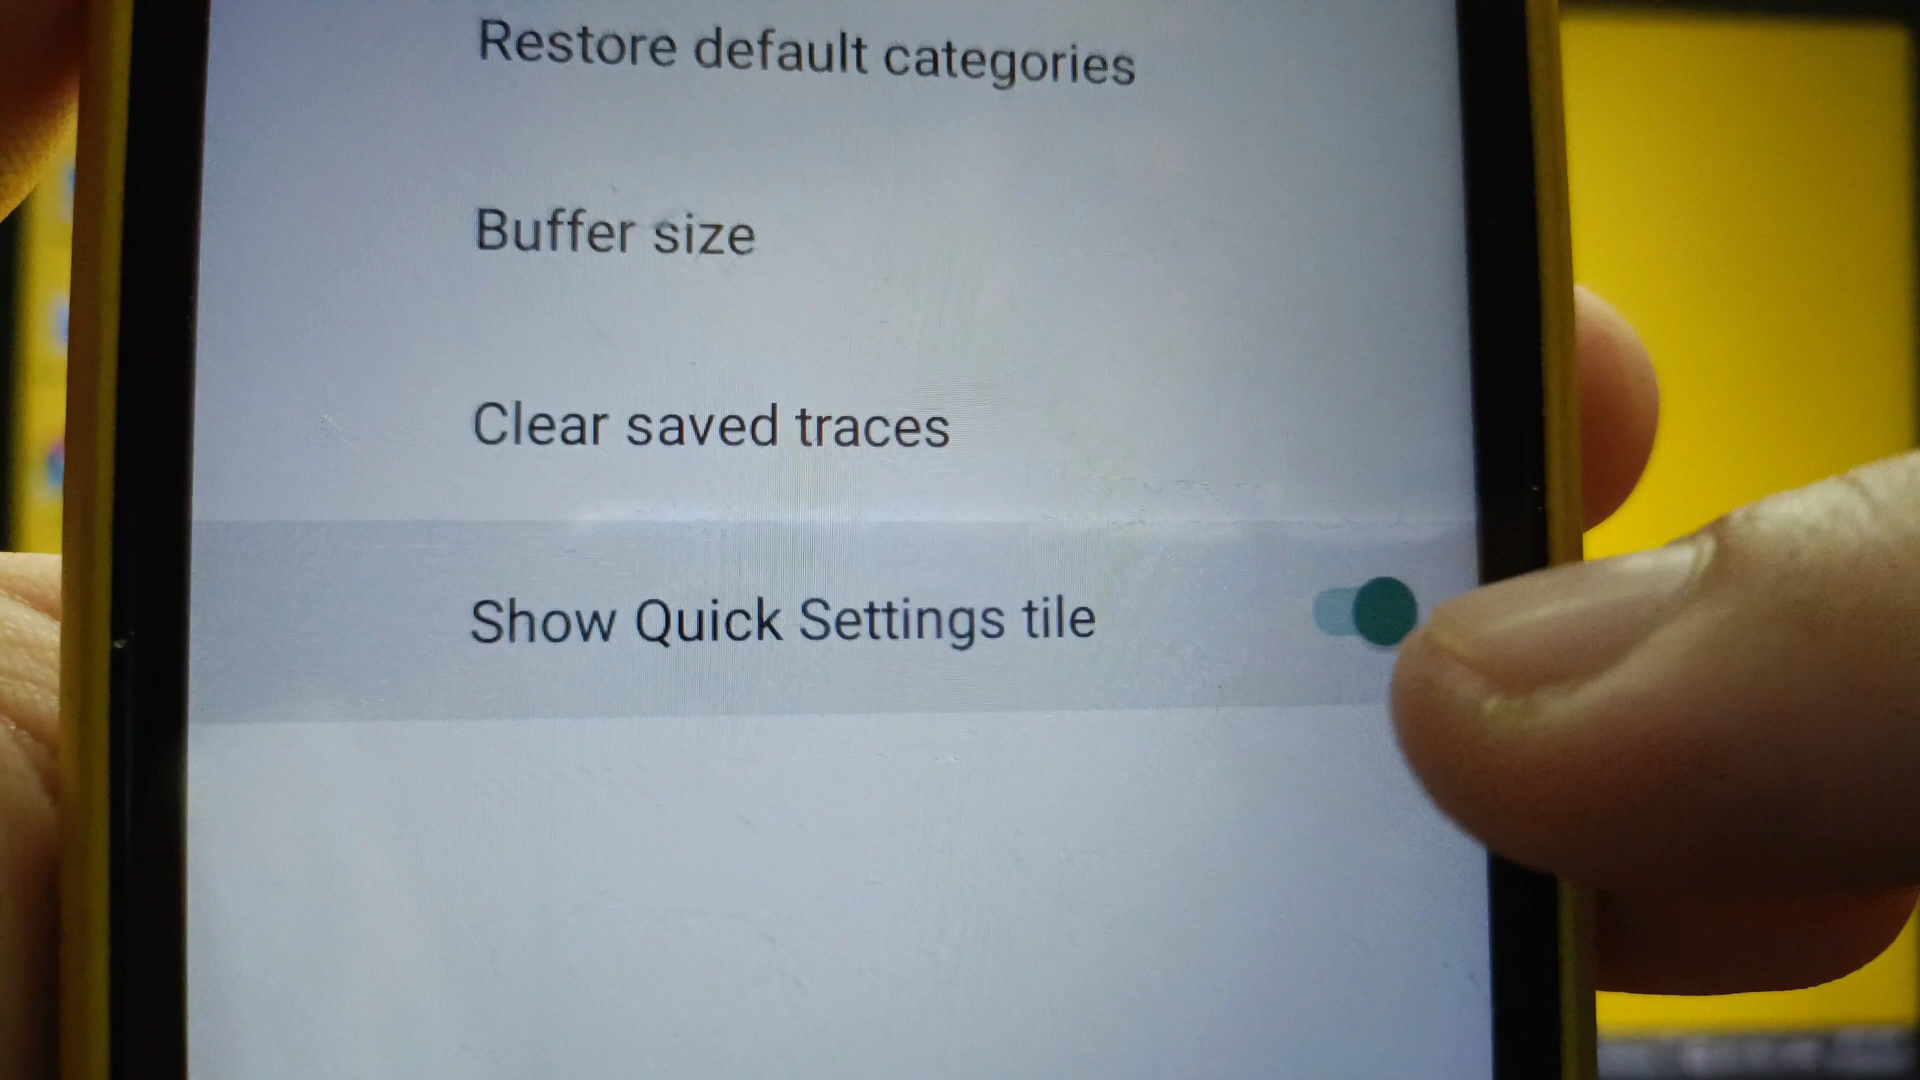 Restore default categories
Buffer size
Clear saved traces
Show Quick Settings tile